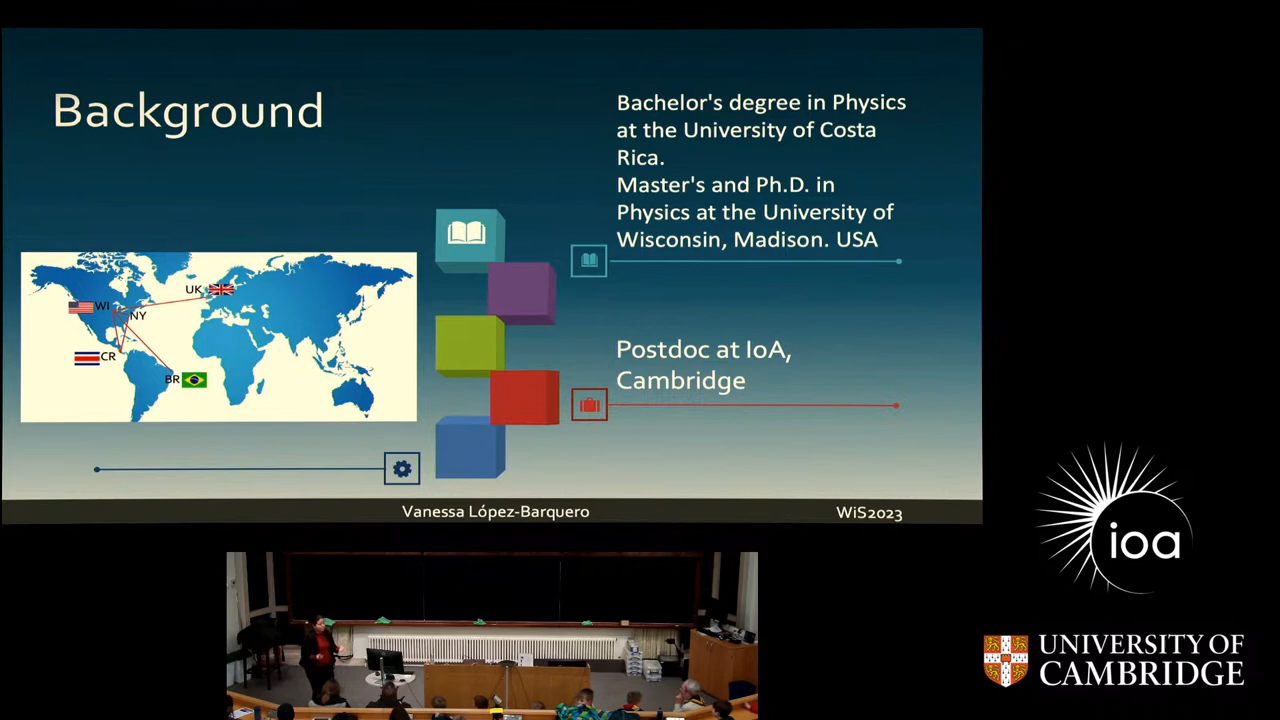 Background
Bachelor's degree in Physics
at the University of Costa
Rica.
Master's and Ph.D. in
Physics at the University of
Wisconsin, Madison. USA
UK
WI
NY
CR
BR
Postdoc at IoA,
Cambridge
Vanessa López-Barquero
WiS2023
ioa
UNIVERSITY OF
CAMBRIDGE